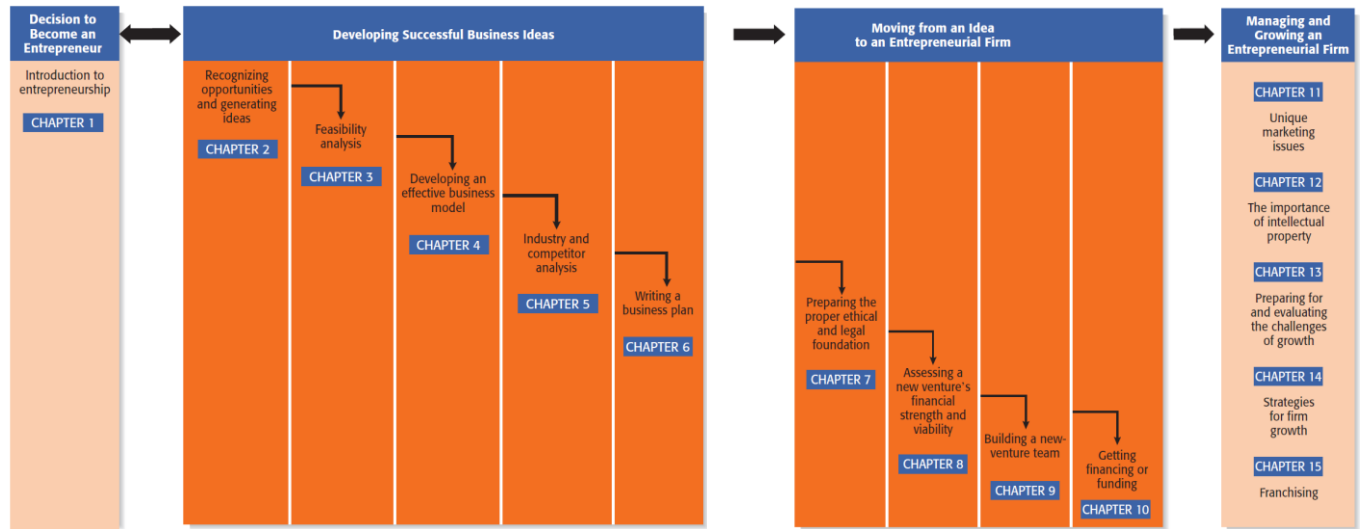 Decision to
Become an
Entrepreneur
Introduction to
entrepreneurship
CHAPTER 1
Developing Successful Business Ideas
Recognizing
opportunities
and generating
ideas
CHAPTER 2
Feasibility
analysis
CHAPTER 3
Developing an
effective business
model
CHAPTER 4
Industry and
competitor
analysis
CHAPTER 5
Writing a
business plan
CHAPTER 6
Moving from an Idea
to an Entrepreneurial Firm
Preparing the
proper ethical
and legal
foundation
CHAPTER 7
Assessing a
new venture's
financial
strength and
viability
CHAPTER 8
Building a new-
venture team
CHAPTER 9
Getting
financing or
funding
CHAPTER 10
Managing and
Growing an
Entrepreneurial Firm
CHAPTER 11
Unique
marketing
issues
CHAPTER 12
The importance
of intellectual
property
CHAPTER 13
Preparing for
and evaluating
the challenges
of growth
CHAPTER 14
Strategies
for firm
growth
CHAPTER 15
Franchising